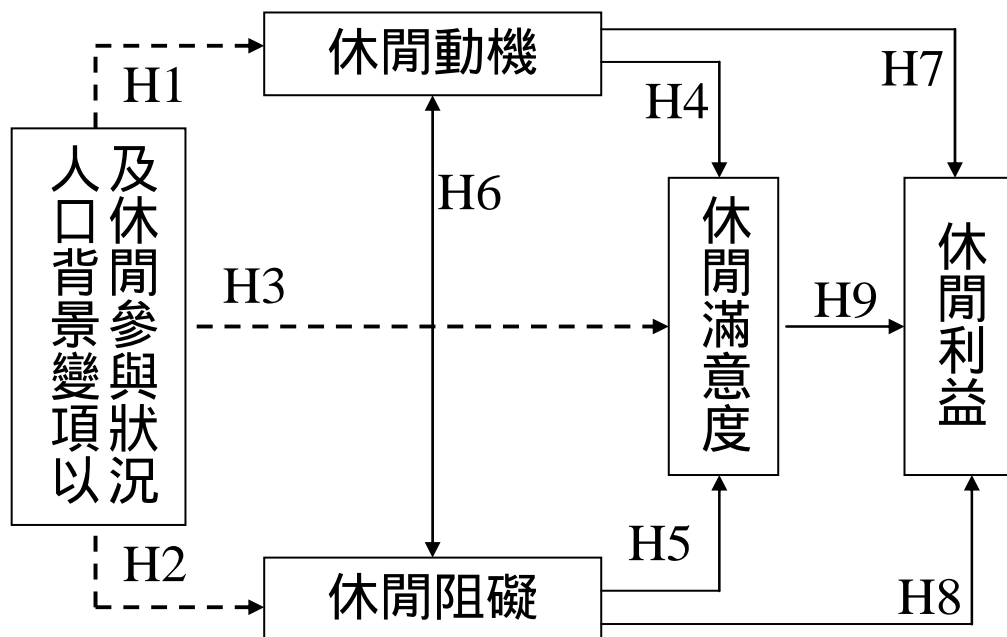 休閒動機
H1
H7
H4
人口背景變項以
及休閒參與狀況
H6
休閒滿意度
休閒利益
H3
H9
H2
H5
休閒阻礙
H8